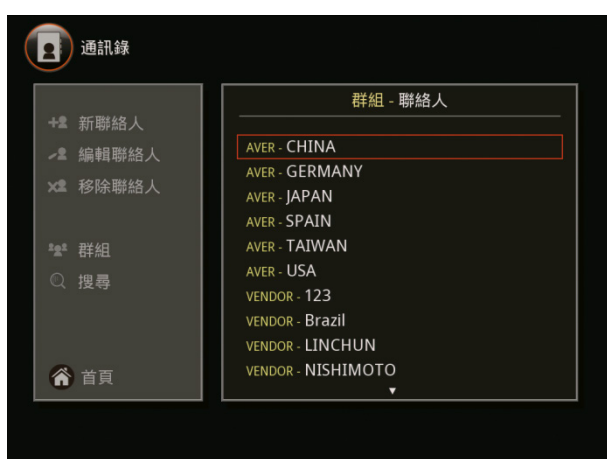 通訊錄
新聯絡人
編輯聯絡人
移除聯絡人
群組
搜尋
首頁
群組 - 聯絡人
AVER - CHINA
AVER - GERMANY
AVER - JAPAN
AVER - SPAIN
AVER - TAIWAN
AVER - USA
VENDOR - 123
VENDOR - Brazil
VENDOR - LINCHUN
VENDOR - NISHIMOTO